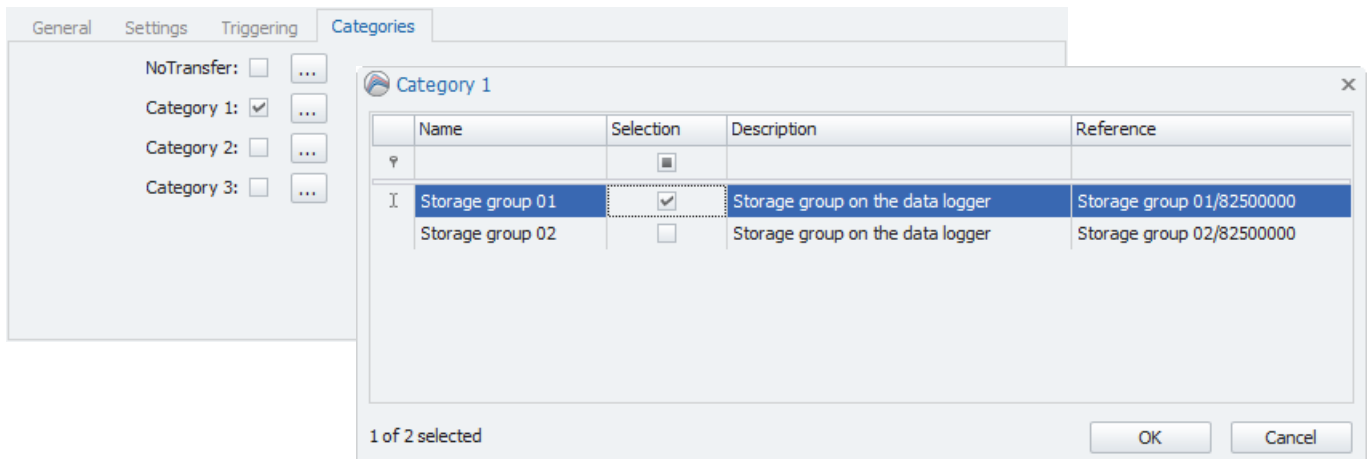 General Settings Triggering Categories
NoTransfer: ...
Category 1: ...
Category 2: ...
Category 3: ...
Category 1
Name Selection Description Reference
Storage group 01 Storage group on the data logger Storage group 01/82500000
Storage group 02 Storage group on the data logger Storage group 02/82500000
1 of 2 selected
OK Cancel